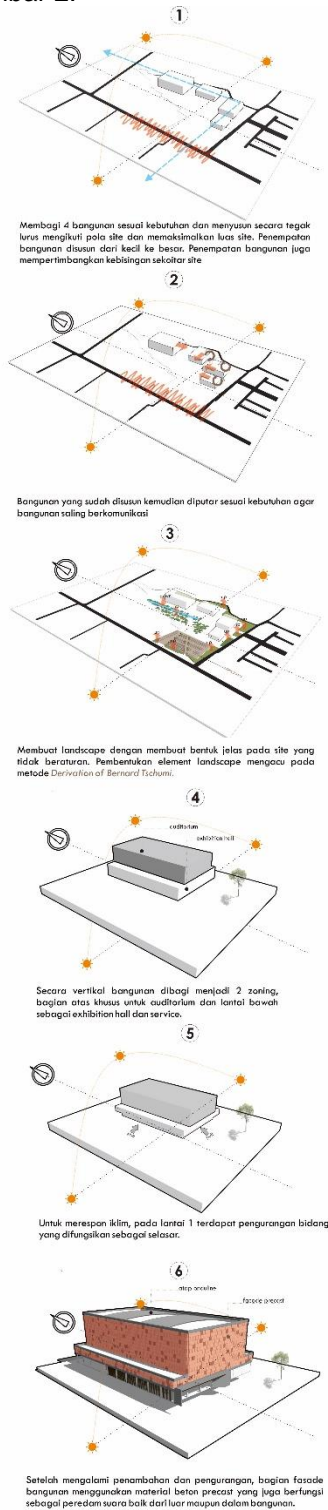 1
Membagi 4 bangunan sesuai kebutuhan dan menyusun secara tegak
lurus mengikuti pola site dan memaksimalkan luas site. Penempatan
bangunan disusun dari kecil ke besar. Penempatan bangunan juga
mempertimbangkan kebisingan sekoitar site
2
Bangunan yang sudah disusun kemudian diputar sesuai kebutuhan agar
bangunan saling berkomunikasi
3
Membuat landscape dengan membuat bentuk jelas pada site yang
tidak beraturan. Pembentukan element landscape mengacu pada
metode Derivation of Bernard Tschumi.
4
auditorium
exhibition hall
Secara vertikal bangunan dibagi menjadi 2 zoning,
bagian atas khusus untuk auditorium dan lantai bawah
sebagai exhibition hall dan service.
5
Untuk merespon iklim, pada lantai 1 terdapat pengurangan bidang
yang difungsikan sebagai selasar.
6
facade precast
Setelah mengalami penambahan dan pengurangan, bagian fasade
bangunan menggunakan material beton precast yang juga berfungsi
sebagai peredam suara baik dari luar maupun dalam bangunan.